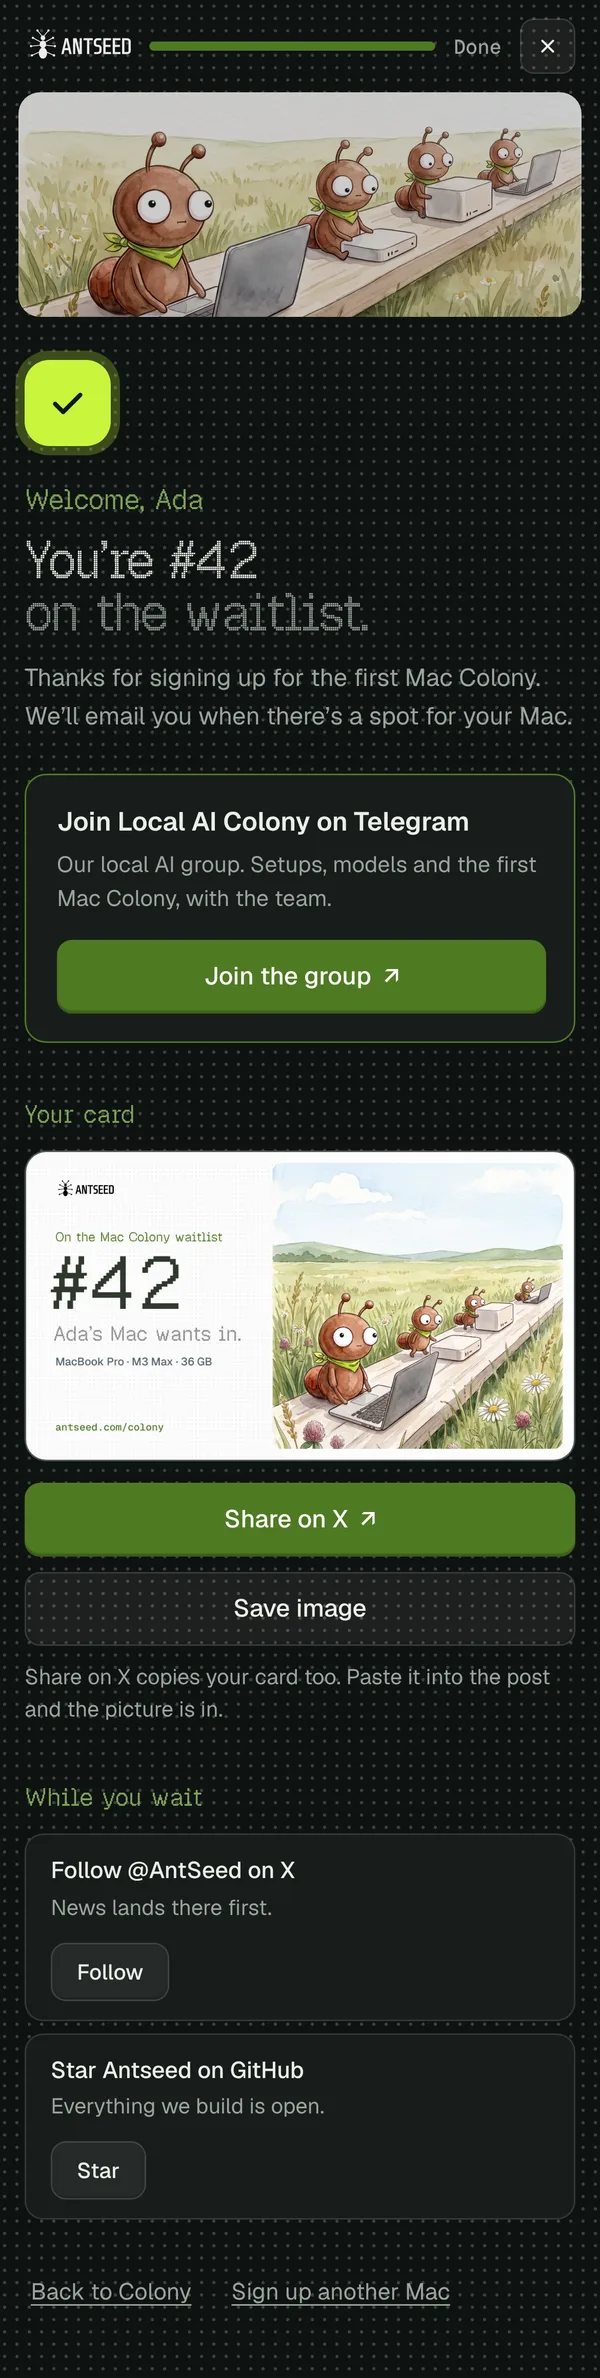 ANTSEED
Done
Welcome, Ada
You're #42
on the waitlist.
Thanks for signing up for the first Mac Colony.
We'll email you when there's a spot for your Mac.
Join Local AI Colony on Telegram
Our local AI group. Setups, models and the first
Mac Colony, with the team.
Join the group ↗
Your card
ANTSEED
On the Mac Colony waitlist
#42
Ada's Mac wants in.
MacBook Pro · M3 Max · 36 GB
antseed.com/colony
Share on X ↗
Save image
Share on X copies your card too. Paste it into the post
and the picture is in.
While you wait
Follow @AntSeed on X
News lands there first.
Follow
Star Antseed on GitHub
Everything we build is open.
Star
Back to Colony
Sign up another Mac